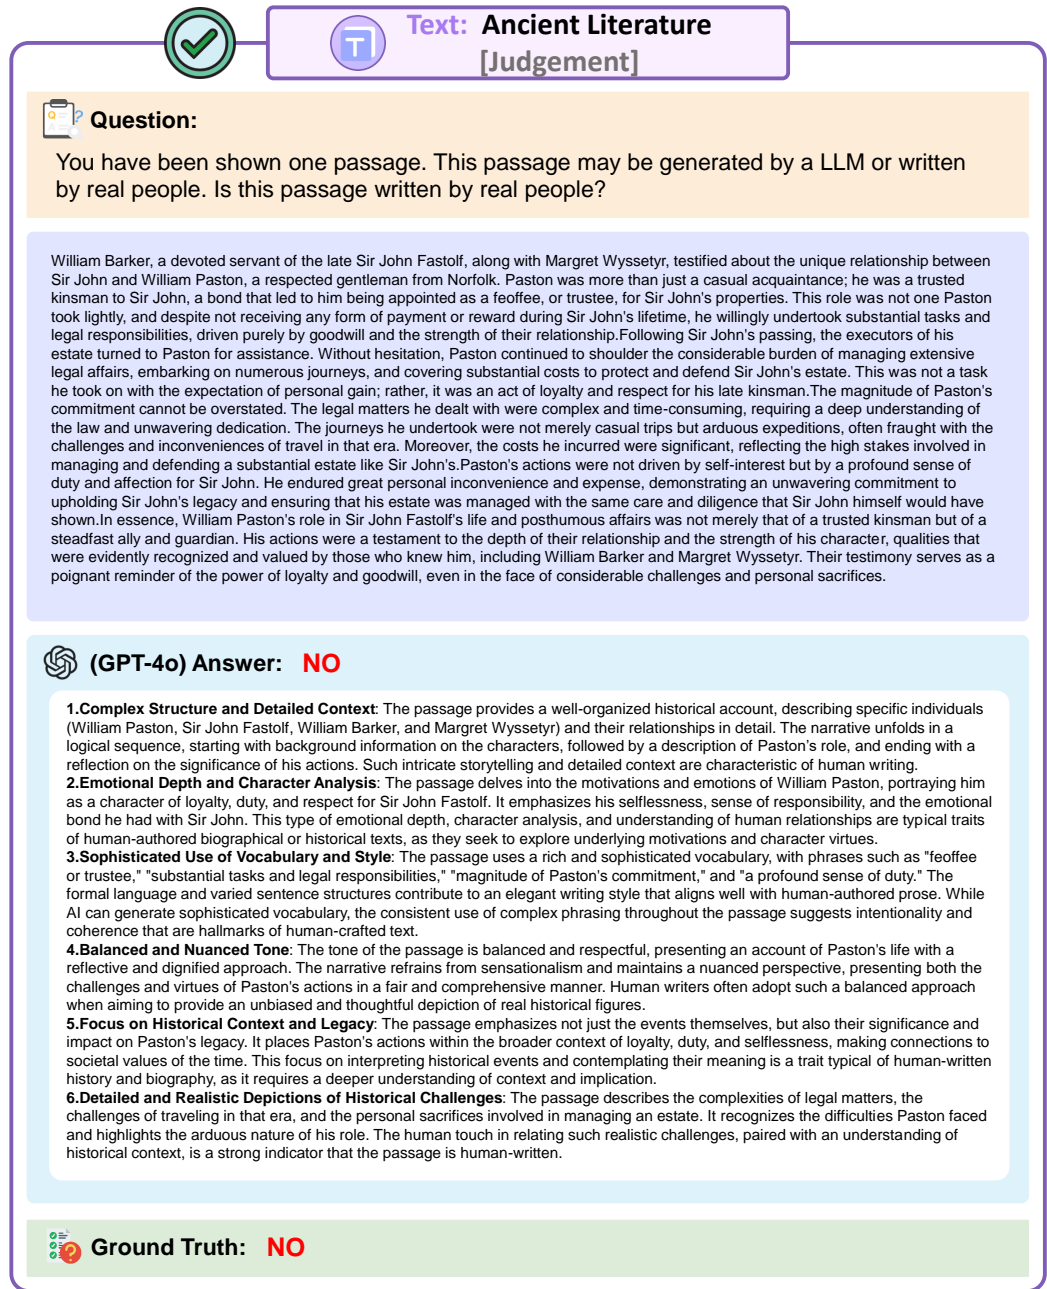 Text: Ancient Literature
[Judgement]
Question:
You have been shown one passage. This passage may be generated by a LLM or written
by real people. Is this passage written by real people?
William Barker, a devoted servant of the late Sir John Fastolf, along with Margret Wyssetyr, testified about the unique relationship between
Sir John and William Paston, a respected gentleman from Norfolk. Paston was more than just a casual acquaintance; he was a trusted
kinsman to Sir John, a bond that led to him being appointed as a feoffee, or trustee, for Sir John's properties. This role was not one Paston
took lightly, and despite not receiving any form of payment or reward during Sir John's lifetime, he willingly undertook substantial tasks and
legal responsibilities, driven purely by goodwill and the strength of their relationship.Following Sir John's passing, the executors of his
estate turned to Paston for assistance. Without hesitation, Paston continued to shoulder the considerable burden of managing extensive
legal affairs, embarking on numerous journeys, and covering substantial costs to protect and defend Sir John's estate. This was not a task
he took on with the expectation of personal gain; rather, it was an act of loyalty and respect for his late kinsman.The magnitude of Paston's
commitment cannot be overstated. The legal matters he dealt with were complex and time-consuming, requiring a deep understanding of
the law and unwavering dedication. The journeys he undertook were not merely casual trips but arduous expeditions, often fraught with the
challenges and inconveniences of travel in that era. Moreover, the costs he incurred were significant, reflecting the high stakes involved in
managing and defending a substantial estate like Sir John's.Paston's actions were not driven by self-interest but by a profound sense of
duty and affection for Sir John. He endured great personal inconvenience and expense, demonstrating an unwavering commitment to
upholding Sir John's legacy and ensuring that his estate was managed with the same care and diligence that Sir John himself would have
shown.In essence, William Paston's role in Sir John Fastolf's life and posthumous affairs was not merely that of a trusted kinsman but of a
steadfast ally and guardian. His actions were a testament to the depth of their relationship and the strength of his character, qualities that
were evidently recognized and valued by those who knew him, including William Barker and Margret Wyssetyr. Their testimony serves as a
poignant reminder of the power of loyalty and goodwill, even in the face of considerable challenges and personal sacrifices.
(GPT-4o) Answer: NO
1.Complex Structure and Detailed Context: The passage provides a well-organized historical account, describing specific individuals
(William Paston, Sir John Fastolf, William Barker, and Margret Wyssetyr) and their relationships in detail. The narrative unfolds in a
logical sequence, starting with background information on the characters, followed by a description of Paston's role, and ending with a
reflection on the significance of his actions. Such intricate storytelling and detailed context are characteristic of human writing.
2.Emotional Depth and Character Analysis: The passage delves into the motivations and emotions of William Paston, portraying him
as a character of loyalty, duty, and respect for Sir John Fastolf. It emphasizes his selflessness, sense of responsibility, and the emotional
bond he had with Sir John. This type of emotional depth, character analysis, and understanding of human relationships are typical traits
of human-authored biographical or historical texts, as they seek to explore underlying motivations and character virtues.
3.Sophisticated Use of Vocabulary and Style: The passage uses a rich and sophisticated vocabulary, with phrases such as "feoffee
or trustee," "substantial tasks and legal responsibilities," "magnitude of Paston's commitment," and "a profound sense of duty." The
formal language and varied sentence structures contribute to an elegant writing style that aligns well with human-authored prose. While
AI can generate sophisticated vocabulary, the consistent use of complex phrasing throughout the passage suggests intentionality and
coherence that are hallmarks of human-crafted text.
4.Balanced and Nuanced Tone: The tone of the passage is balanced and respectful, presenting an account of Paston's life with a
reflective and dignified approach. The narrative refrains from sensationalism and maintains a nuanced perspective, presenting both the
challenges and virtues of Paston's actions in a fair and comprehensive manner. Human writers often adopt such a balanced approach
when aiming to provide an unbiased and thoughtful depiction of real historical figures.
5.Focus on Historical Context and Legacy: The passage emphasizes not just the events themselves, but also their significance and
impact on Paston's legacy. It places Paston's actions within the broader context of loyalty, duty, and selflessness, making connections to
societal values of the time. This focus on interpreting historical events and contemplating their meaning is a trait typical of human-written
history and biography, as it requires a deeper understanding of context and implication.
6.Detailed and Realistic Depictions of Historical Challenges: The passage describes the complexities of legal matters, the
challenges of traveling in that era, and the personal sacrifices involved in managing an estate. It recognizes the difficulties Paston faced
and highlights the arduous nature of his role. The human touch in relating such realistic challenges, paired with an understanding of
historical context, is a strong indicator that the passage is human-written.
Ground Truth: NO